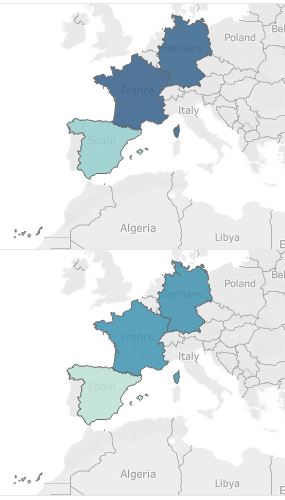 Germany
Poland
Bel
France
Italy
Spain
Algeria
Libya
E
Germany
Poland
Bel
France
Italy
Spain
Algeria
Libya
E